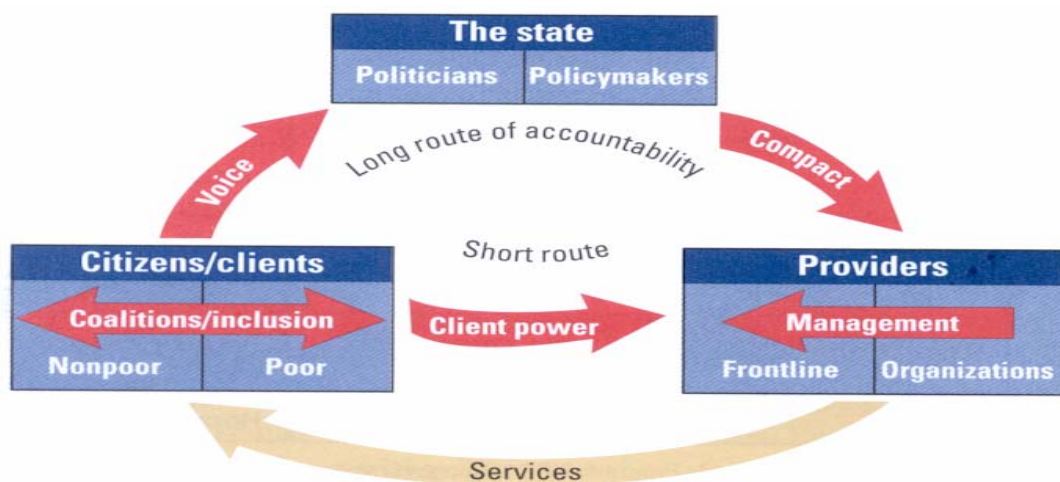 The state
Politicians
Policymakers
Long route of accountability
Voice
Compact
Short route
Citizens/clients
Coalitions/inclusion
Nonpoor
Poor
Client power
Providers
Management
Frontline
Organizations
Services